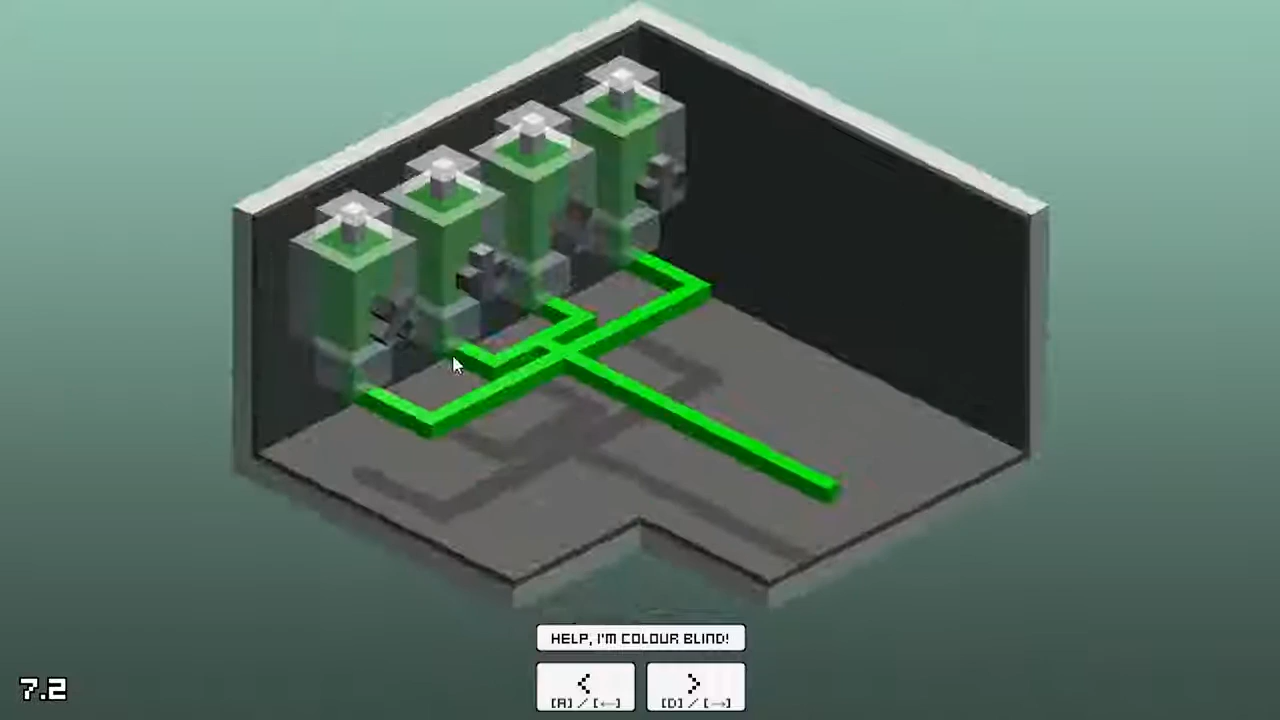 HELP, I'M COLOUR BLIND!
< >
[A] / [←] [D] / [→]
7.2